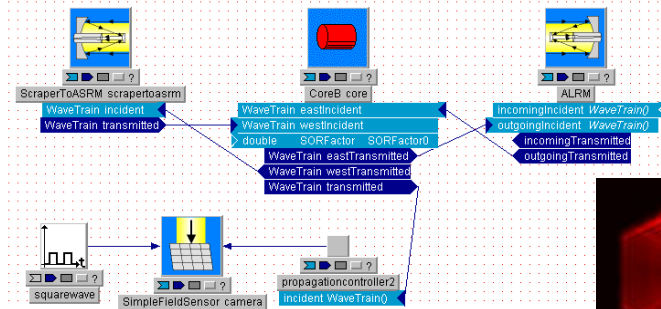 ?
?
?
ScraperToASRM scrapertoasrm
CoreB core
ALRM
WaveTrain incident
WaveTrain transmitted
WaveTrain eastIncident
WaveTrain westIncident
double SORFactor SORFactor0
WaveTrain eastTransmitted
WaveTrain westTransmitted
WaveTrain transmitted
incomingIncident WaveTrain()
outgoingIncident WaveTrain()
incomingTransmitted
outgoingTransmitted
t
?
squarewave
?
SimpleFieldSensor camera
?
propagationcontroller2
incident WaveTrain()